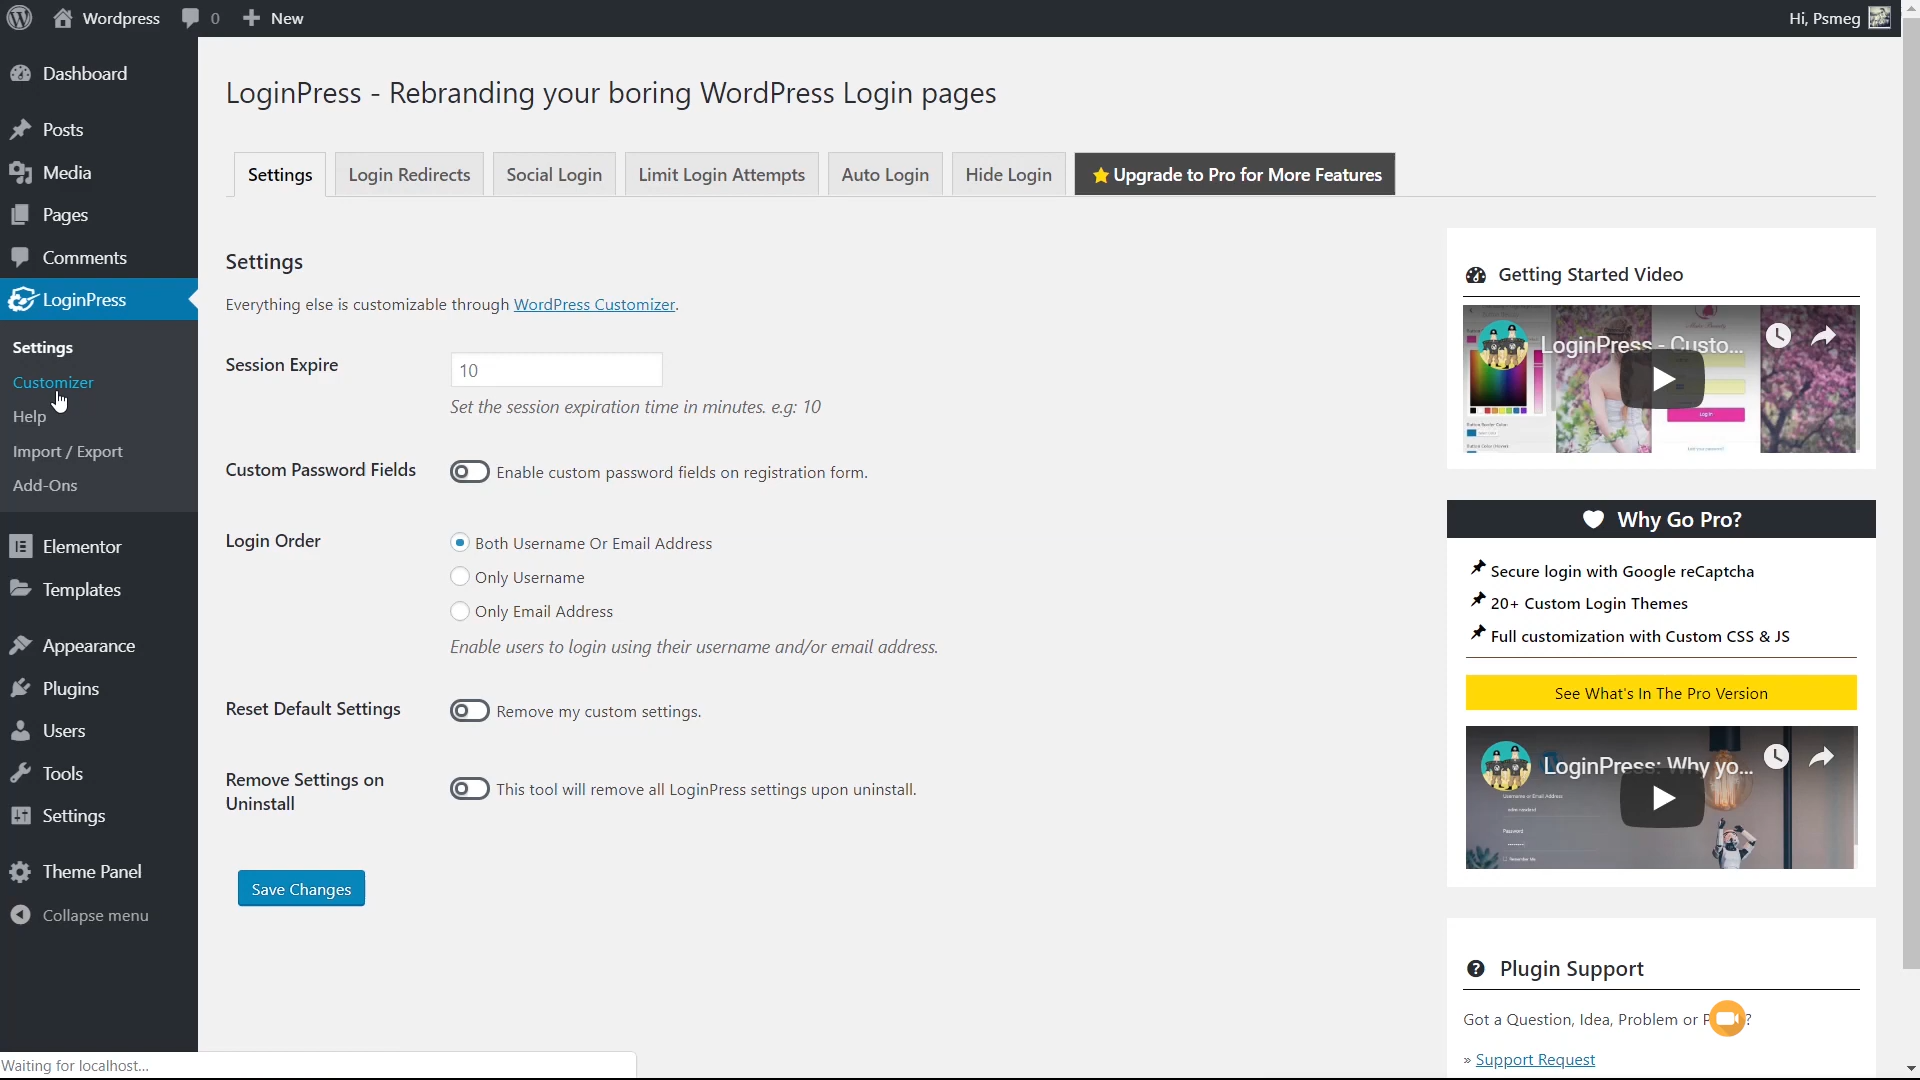 Wordpress
0
New
Hi, Psmeg
Dashboard
Posts
Media
Pages
Comments
LoginPress
Settings
Customizer
Help
Import / Export
Add-Ons
Elementor
Templates
Appearance
Plugins
Users
Tools
Settings
Theme Panel
Collapse menu
Waiting for localhost...
LoginPress - Rebranding your boring WordPress Login pages
Settings
Login Redirects
Social Login
Limit Login Attempts
Auto Login
Hide Login
Upgrade to Pro for More Features
Settings
Everything else is customizable through WordPress Customizer.
Session Expire
10
Set the session expiration time in minutes. e.g: 10
Custom Password Fields
Enable custom password fields on registration form.
Login Order
Both Username Or Email Address
Only Username
Only Email Address
Enable users to login using their username and/or email address.
Reset Default Settings
Remove my custom settings.
Remove Settings on
Uninstall
This tool will remove all LoginPress settings upon uninstall.
Save Changes
Getting Started Video
LoginPress - Custo...
Why Go Pro?
Secure login with Google reCaptcha
20+ Custom Login Themes
Full customization with Custom CSS & JS
See What's In The Pro Version
LoginPress: Why yo...
Username or Email Address
Password
Remember Me
Plugin Support
Got a Question, Idea, Problem or
?
» Support Request